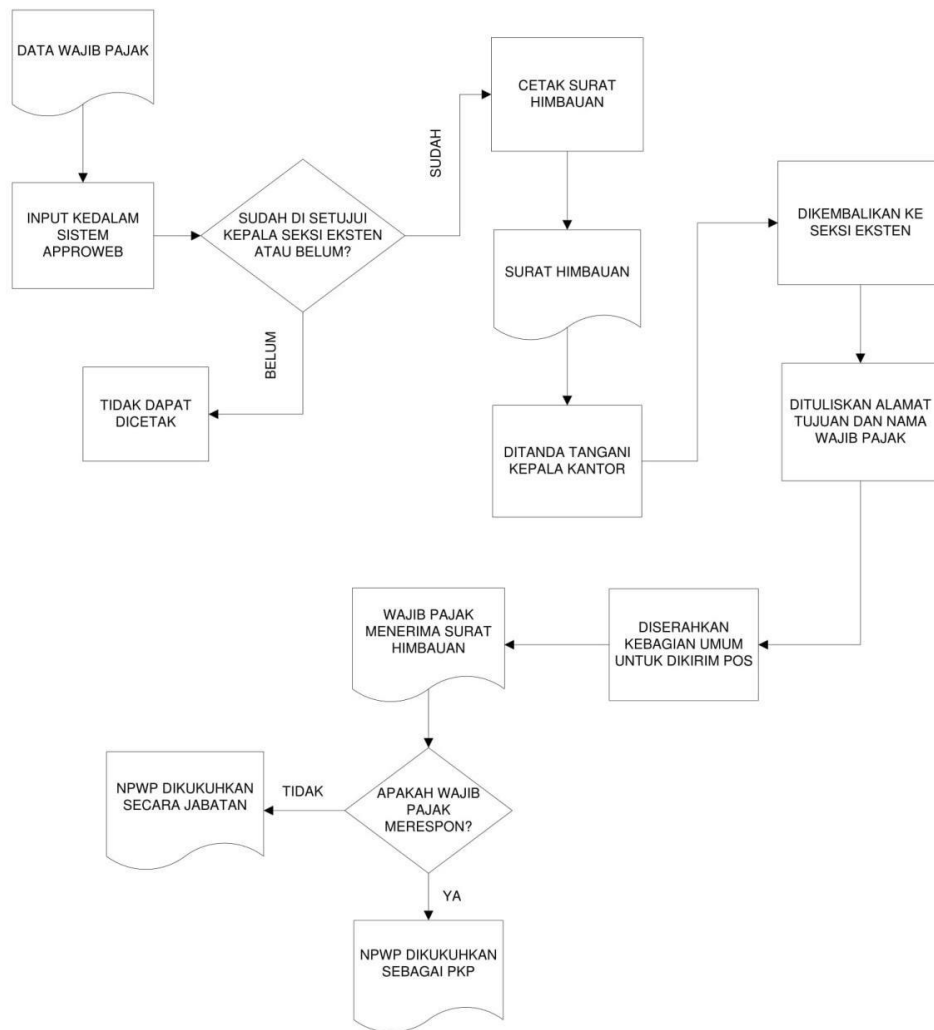 DATA WAJIB PAJAK
INPUT KEDALAM
SISTEM
APPROWEB
SUDAH DI SETUJUI
KEPALA SEKSI EKSTEN
ATAU BELUM?
SUDAH
BELUM
TIDAK DAPAT
DICETAK
CETAK SURAT
HIMBAUAN
SURAT HIMBAUAN
DITANDA TANGANI
KEPALA KANTOR
DIKEMBALIKAN KE
SEKSI EKSTEN
DITULISKAN ALAMAT
TUJUAN DAN NAMA
WAJIB PAJAK
DISERAHKAN
KEBAGIAN UMUM
UNTUK DIKIRIM POS
WAJIB PAJAK
MENERIMA SURAT
HIMBAUAN
APAKAH WAJIB
PAJAK
MERESPON?
TIDAK
NPWP DIKUKUHKAN
SECARA JABATAN
YA
NPWP DIKUKUHKAN
SEBAGAI PKP